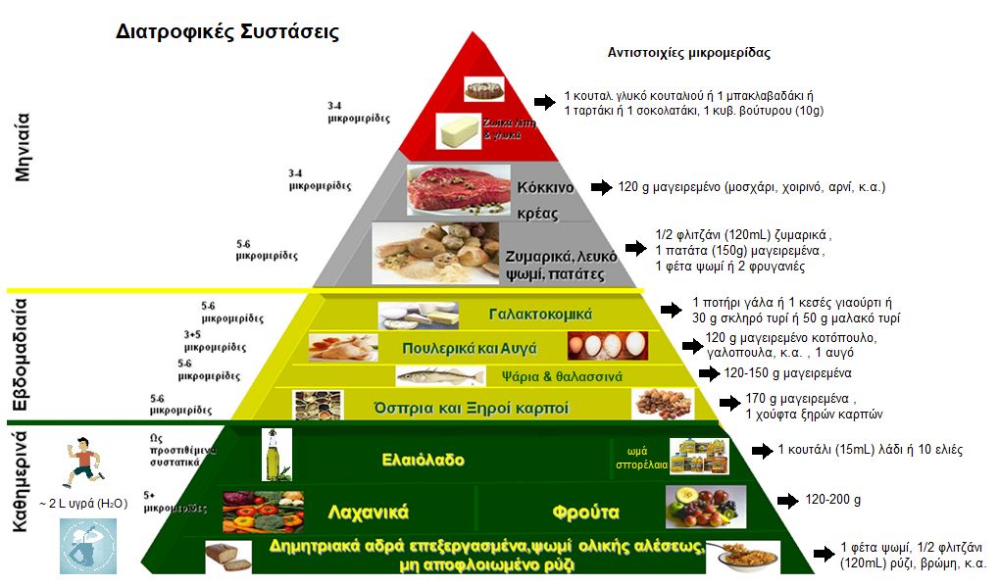 Διατροφικές Συστάσεις
Αντιστοιχίες μικρομερίδας
Μηνιαία
3-4
μικρομερίδες
Ζωϊκά λίπη
& γλυκά
1 κουταλ. γλυκό κουταλιού ή 1 μπακλαβαδάκι ή
1 ταρτάκι ή 1 σοκολατάκι, 1 κυβ. βούτυρου (10g)
3-4
μικρομερίδες
Κόκκινο
κρέας
120 g μαγειρεμένο (μοσχάρι, χοιρινό, αρνί, κ.α.)
5-6
μικρομερίδες
Ζυμαρικά, λευκό
ψωμί, πατάτες
1/2 φλιτζάνι (120mL) ζυμαρικά ,
1 πατάτα (150g) μαγειρεμένα ,
1 φέτα ψωμί ή 2 φρυγανιές
Εβδομαδιαία
5-6
μικρομερίδες
Γαλακτοκομικά
1 ποτήρι γάλα ή 1 κεσές γιαούρτι ή
30 g σκληρό τυρί ή 50 g μαλακό τυρί
3+5
μικρομερίδες
Πουλερικά και Αυγά
120 g μαγειρεμένο κοτόπουλο,
γαλοπουλα, κ.α. , 1 αυγό
5-6
μικρομερίδες
Ψάρια & θαλασσινά
120-150 g μαγειρεμένα
5-6
μικρομερίδες
Όσπρια και Ξηροί καρποί
170 g μαγειρεμένα ,
1 χούφτα ξηρών καρπών
Καθημερινά
Ως
προστιθέμενα
συστατικά
Ελαιόλαδο
ωμά
σπορέλαια
1 κουτάλι (15mL) λάδι ή 10 ελιές
~ 2 L υγρά (H₂O)
5+
μικρομερίδες
Λαχανικά
Φρούτα
120-200 g
Δημητριακά αδρά επεξεργασμένα,ψωμί ολικής αλέσεως,
μη αποφλοιωμένο ρύζι
1 φέτα ψωμί, 1/2 φλιτζάνι
(120mL) ρύζι, βρώμη, κ.α.